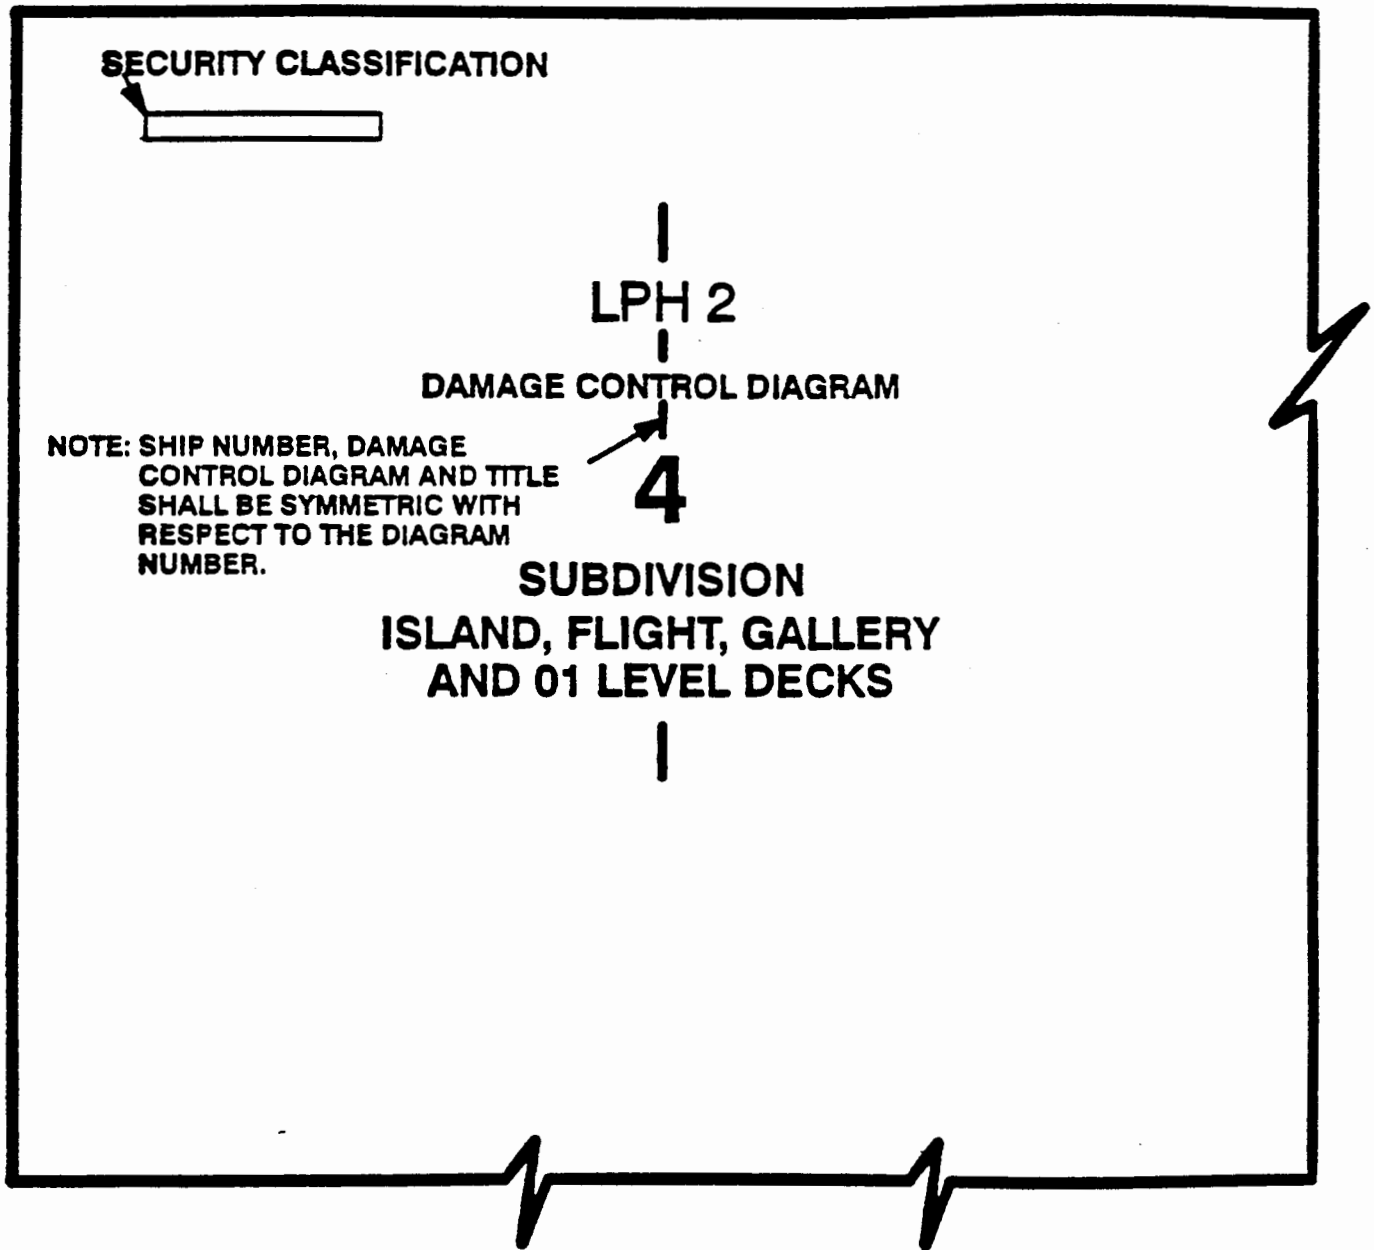 SECURITY CLASSIFICATION
LPH 2
DAMAGE CONTROL DIAGRAM
NOTE: SHIP NUMBER, DAMAGE
CONTROL DIAGRAM AND TITLE
SHALL BE SYMMETRIC WITH
RESPECT TO THE DIAGRAM
NUMBER.
4
SUBDIVISION
ISLAND, FLIGHT, GALLERY
AND 01 LEVEL DECKS